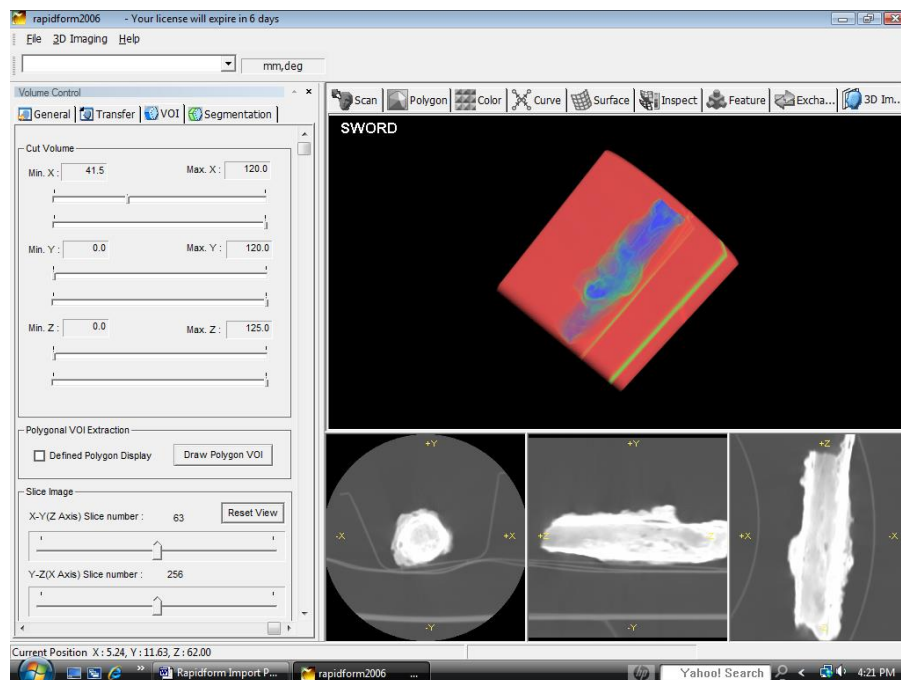 rapidform2006 - Your license will expire in 6 days
File 3D Imaging Help
mm,deg
Volume Control
General Transfer VOI Segmentation
Scan Polygon Color Curve Surface Inspect Feature Excha... 3D Im...
SWORD
Cut Volume
Min. X : 41.5 Max. X : 120.0
Min. Y : 0.0 Max. Y : 120.0
Min. Z : 0.0 Max. Z : 125.0
Polygonal VOI Extraction
Defined Polygon Display Draw Polygon VOI
Slice Image
X-Y(Z Axis) Slice number : 63 Reset View
Y-Z(X Axis) Slice number : 256
+Y
-X +X
-Y
+Y
+Z
-Y
+Z
+X -X
Current Position X : 5.24, Y : 11.63, Z : 62.00
Rapidform Import P... rapidform2006 ... hp Yahoo! Search 4:21 PM